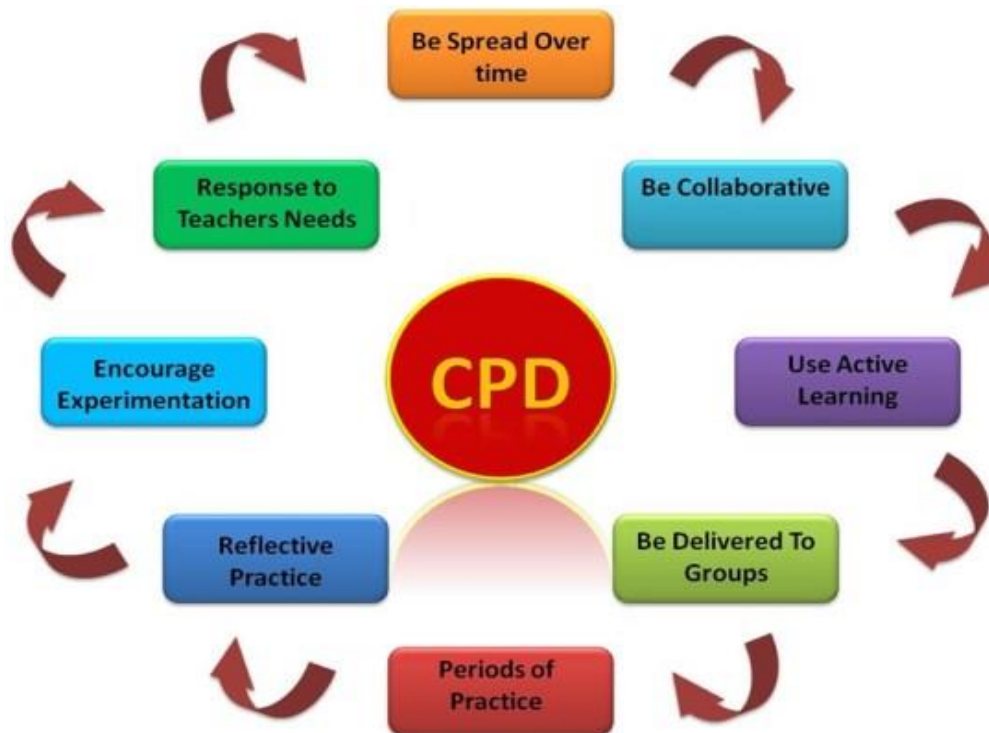 Be Spread Over
time
Be Collaborative
Use Active
Learning
Be Delivered To
Groups
Periods of
Practice
Reflective
Practice
Encourage
Experimentation
Response to
Teachers Needs
CPD